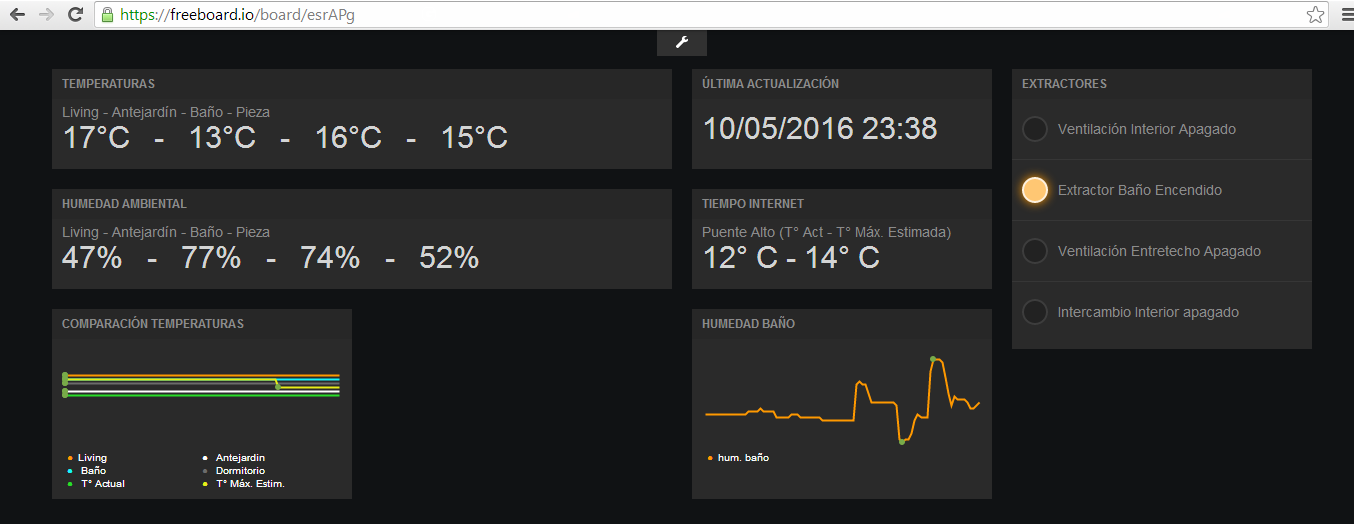 https://freeboard.io/board/esrAPg
TEMPERATURAS
Living - Antejardín - Baño - Pieza
17°C - 13°C - 16°C - 15°C
ÚLTIMA ACTUALIZACIÓN
10/05/2016 23:38
EXTRACTORES
Ventilación Interior Apagado
Extractor Baño Encendido
Ventilación Entretecho Apagado
Intercambio Interior apagado
HUMEDAD AMBIENTAL
Living - Antejardín - Baño - Pieza
47% - 77% - 74% - 52%
TIEMPO INTERNET
Puente Alto (T° Act - T° Máx. Estimada)
12° C - 14° C
COMPARACIÓN TEMPERATURAS
Living
Antejardin
Baño
Dormitorio
T° Actual
T° Máx. Estim.
HUMEDAD BAÑO
hum. baño